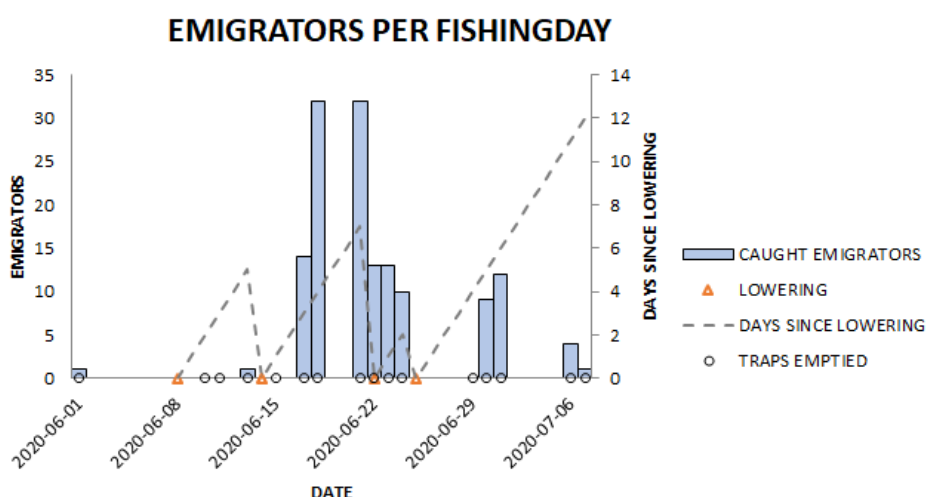 EMIGRATORS PER FISHINGDAY
35
30
25
20
15
10
5
0
EMIGRATORS
14
12
10
8
6
4
2
0
DAYS SINCE LOWERING
2020-06-01
2020-06-08
2020-06-15
2020-06-22
2020-06-29
2020-07-06
DATE
CAUGHT EMIGRATORS
LOWERING
DAYS SINCE LOWERING
TRAPS EMPTIED